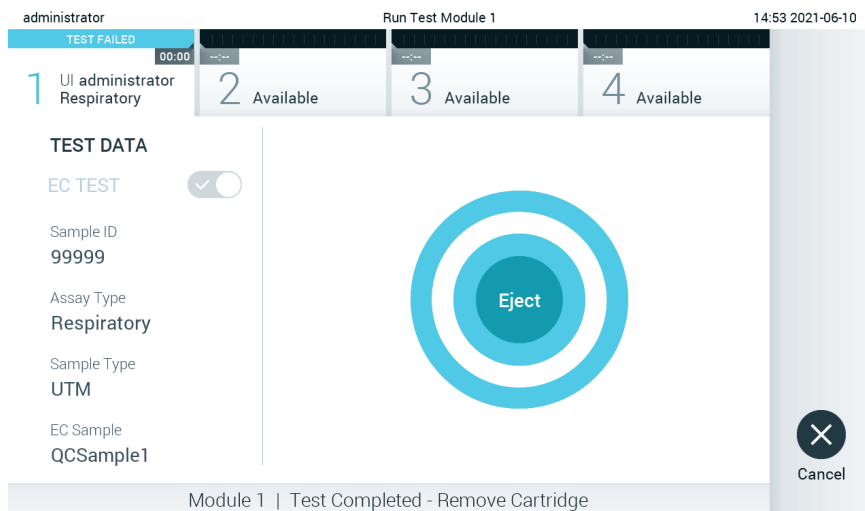 administrator Run Test Module 1 14:53 2021-06-10
TEST FAILED
00:00 --:-- --:-- --:--
1 UI administrator
Respiratory
2 Available
3 Available
4 Available
TEST DATA
EC TEST
Sample ID
99999
Assay Type
Respiratory
Sample Type
UTM
EC Sample
QCSample1
Eject
Cancel
Module 1 | Test Completed - Remove Cartridge